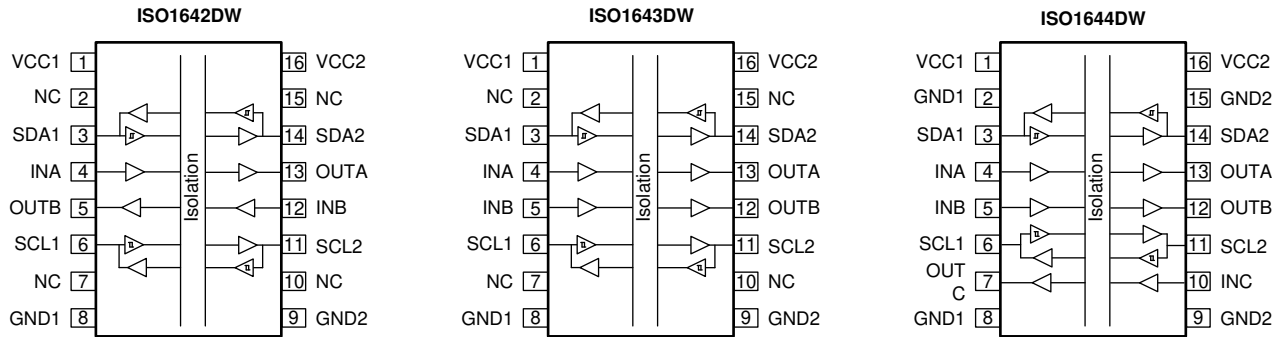 ISO1642DW
VCC1 1
NC 2
SDA1 3
INA 4
OUTB 5
SCL1 6
NC 7
GND1 8
Isolation
16 VCC2
15 NC
14 SDA2
13 OUTA
12 INB
11 SCL2
10 NC
9 GND2
ISO1643DW
VCC1 1
NC 2
SDA1 3
INA 4
INB 5
SCL1 6
NC 7
GND1 8
Isolation
16 VCC2
15 NC
14 SDA2
13 OUTA
12 OUTB
11 SCL2
10 NC
9 GND2
ISO1644DW
VCC1 1
GND1 2
SDA1 3
INA 4
INB 5
SCL1 6
OUT
C 7
GND1 8
Isolation
16 VCC2
15 GND2
14 SDA2
13 OUTA
12 OUTB
11 SCL2
10 INC
9 GND2